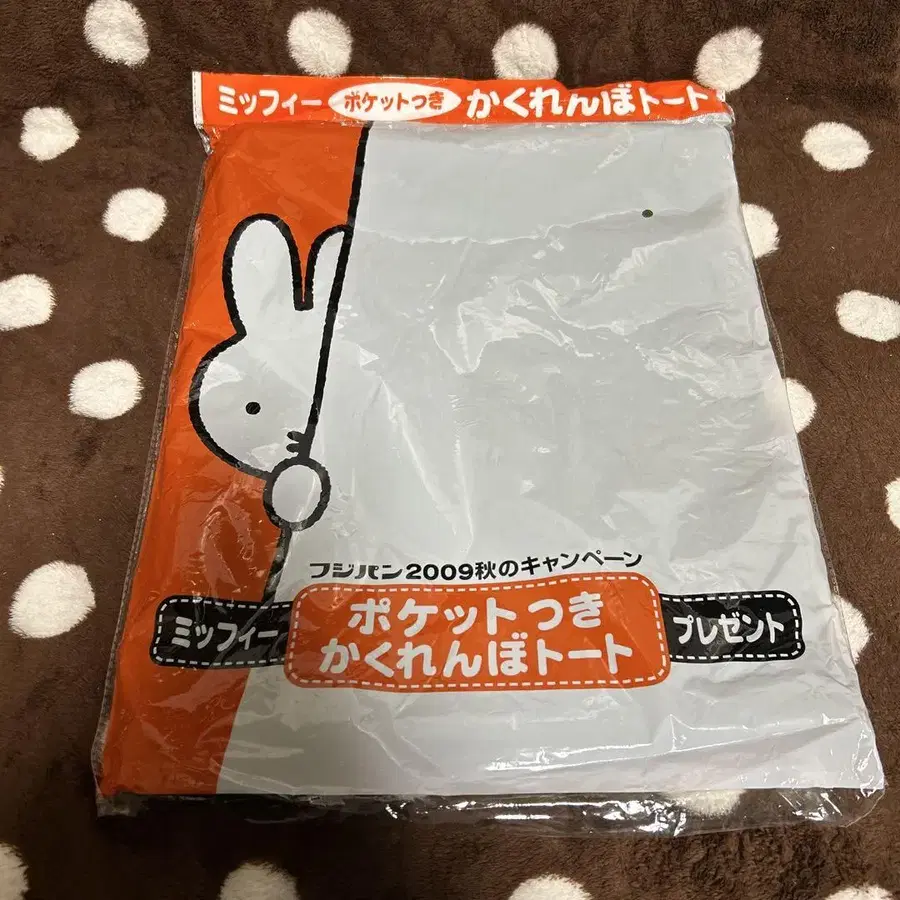 ミッフィー ポケットつき かくれんぼトート
フジパン2009秋のキャンペーン
ミッフィー ポケットつき プレゼント
かくれんぼトート